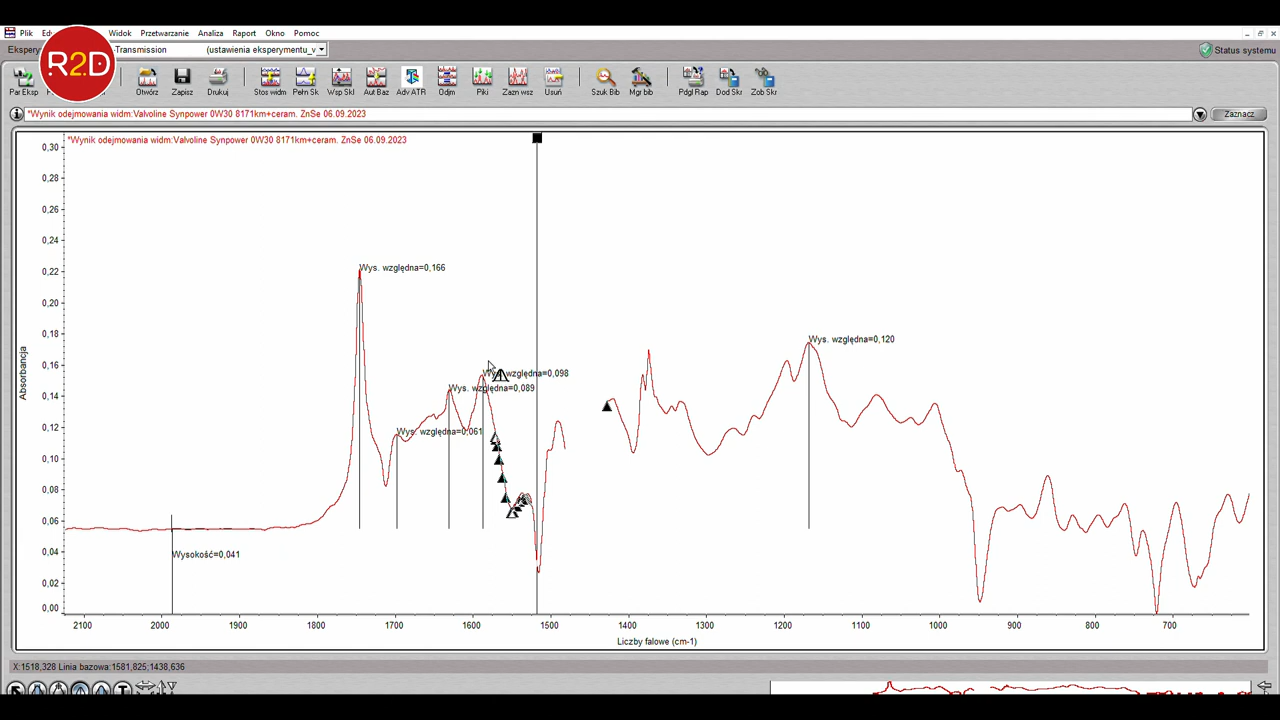 Plik
Widok Przetwarzanie Analiza Raport Okno Pomoc
R2D
-Transmission (ustawienia eksperymentu_v
Status systemu
Par Eksp Otwórz Zapisz Drukuj Stos widm Pełn Sk Wsp Skl Aut Baz Adv ATR Odjm Piki Zazn wsz Usuń Szuk Bib Mgr bib Pdgl Rap Dod Skr Zob Skr
*Wynik odejmowania widm:Valvoline Synpower 0W30 8171km+ceram. ZnSe 06.09.2023
Zaznacz
*Wynik odejmowania widm:Valvoline Synpower 0W30 8171km+ceram. ZnSe 06.09.2023
0,30
0,28
0,26
0,24
0,22
0,20
0,18
0,16
0,14
0,12
0,10
0,08
0,06
0,04
0,02
0,00
Absorbancja
Wys. względna=0,166
Wys. względna=0,120
względna=0,098
Wys. względna=0,089
Wys. względna=0,061
Wysokość=0,041
2100 2000 1900 1800 1700 1600 1500 1400 1300 1200 1100 1000 900 800 700
Liczby falowe (cm-1)
X:1518,328 Linia bazowa:1581,825,1438,636
T